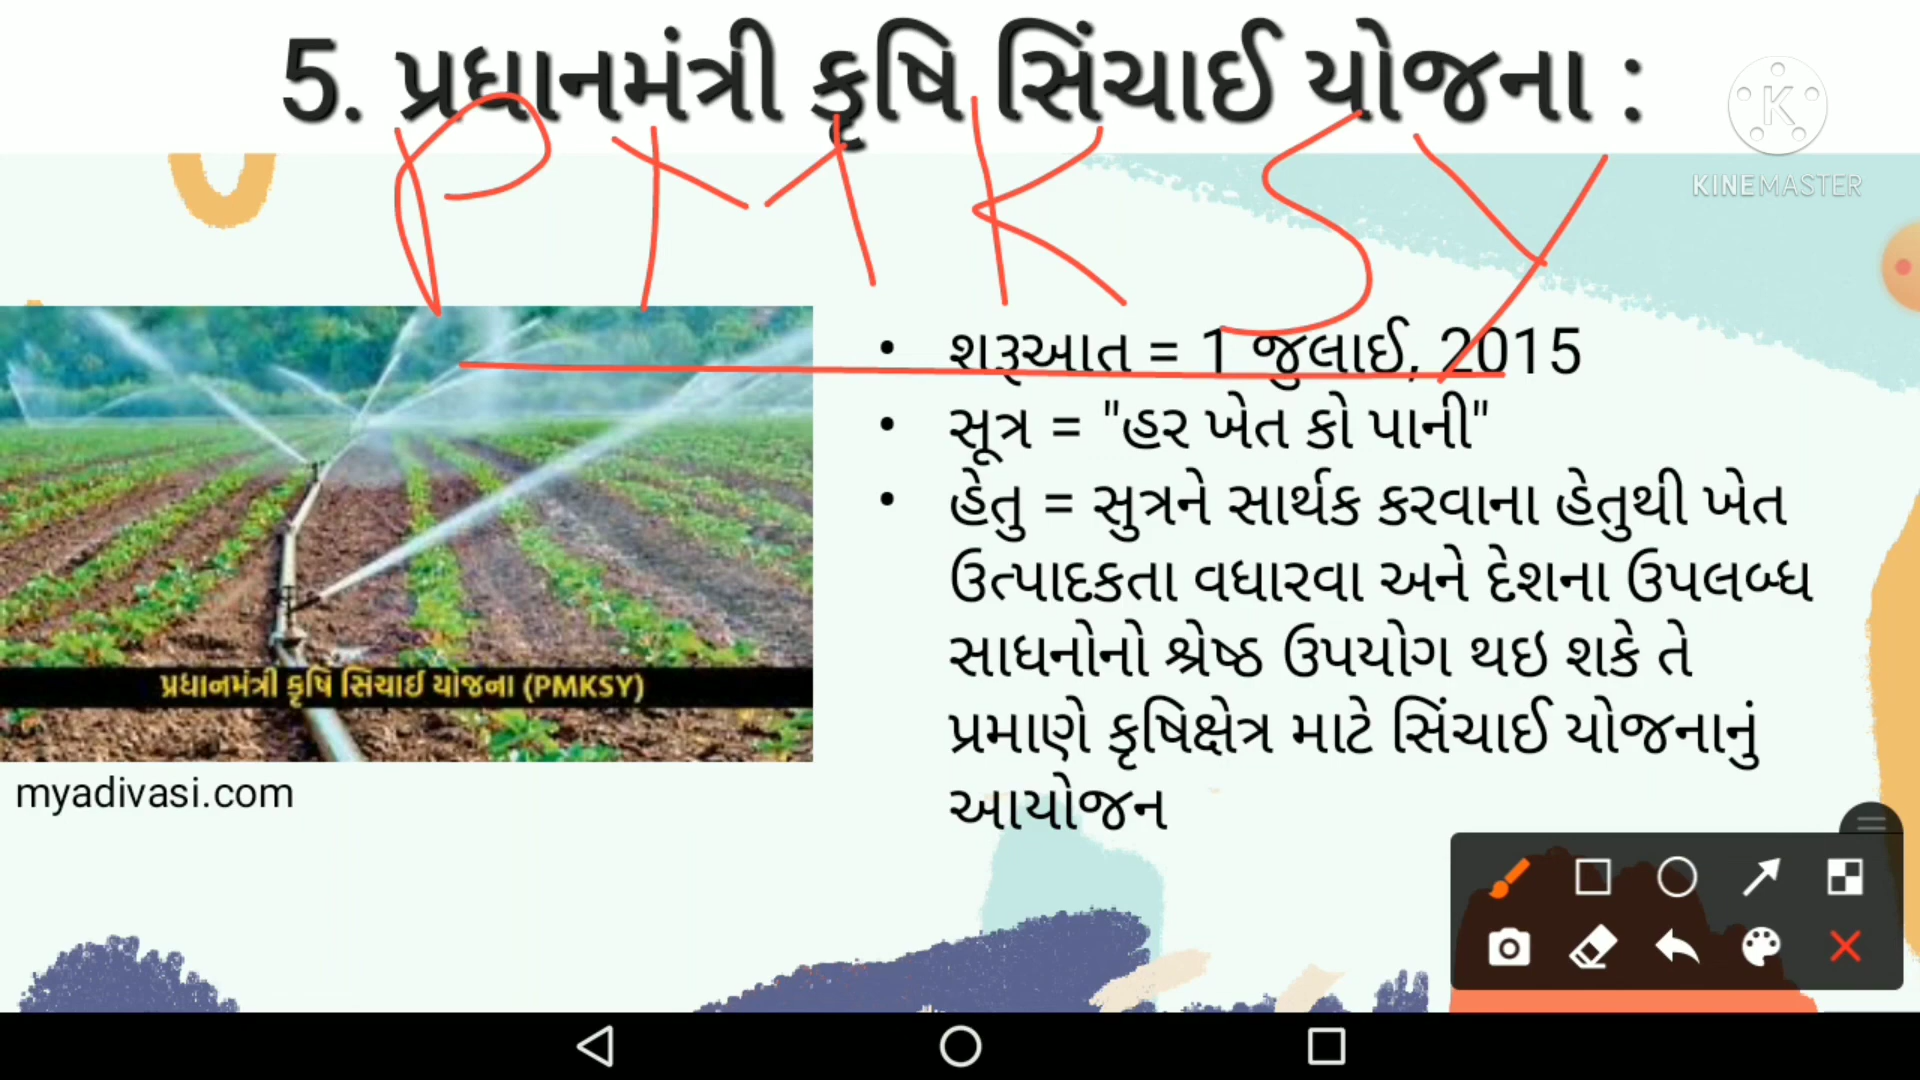 5. પ્રધાનમંત્રી કૃષિ સિંચાઈ યોજના :
PMKSY
KINEMASTER
• શરૂઆત = 1 જુલાઈ, 2015
• સૂત્ર = "હર ખેત કો પાની"
• હેતુ = સુત્રને સાર્થક કરવાના હેતુથી ખેત
ઉત્પાદકતા વધારવા અને દેશના ઉપલબ્ધ
સાધનોનો શ્રેષ્ઠ ઉપયોગ થઇ શકે તે
પ્રમાણે કૃષિક્ષેત્ર માટે સિંચાઈ યોજનાનું
આયોજન
પ્રધાનમંત્રી કૃષિ સિંચાઈ યોજના (PMKSY)
myadivasi.com